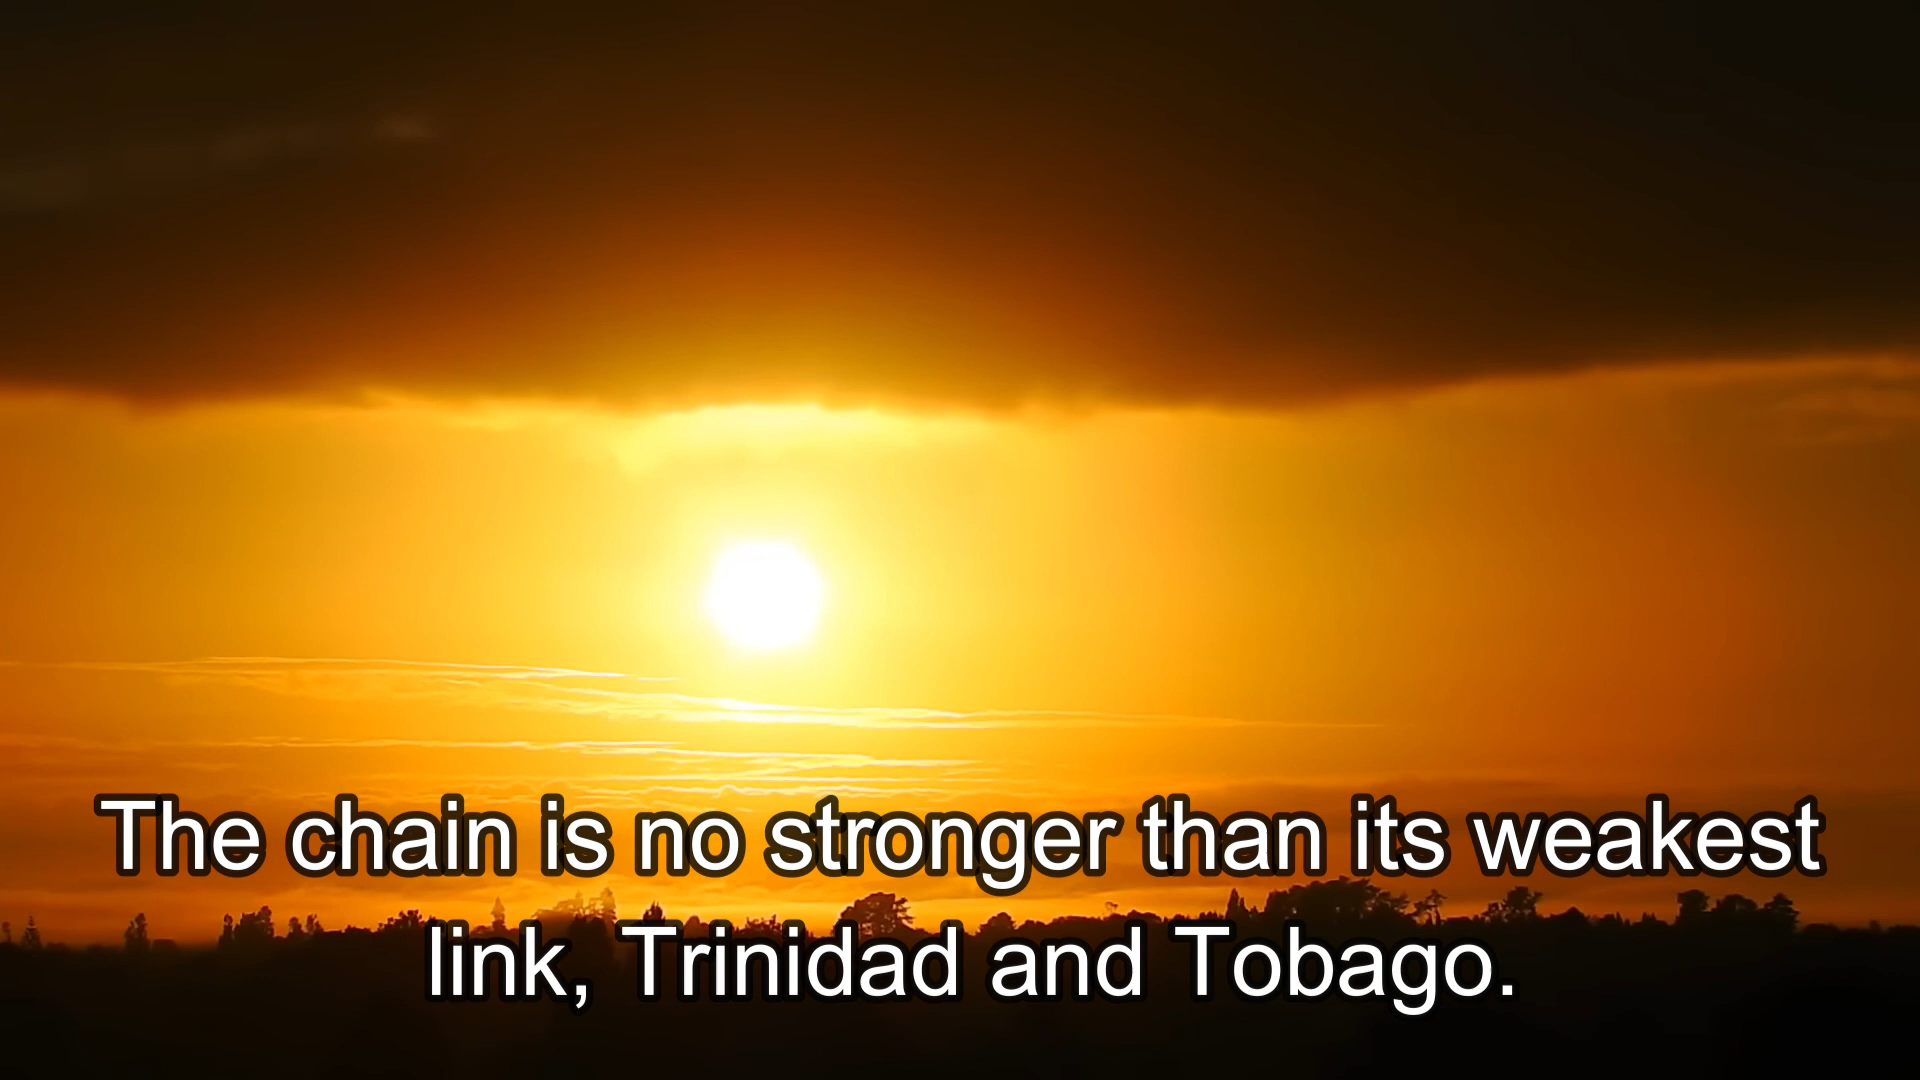 The chain is no stronger than its weakest
link, Trinidad and Tobago.